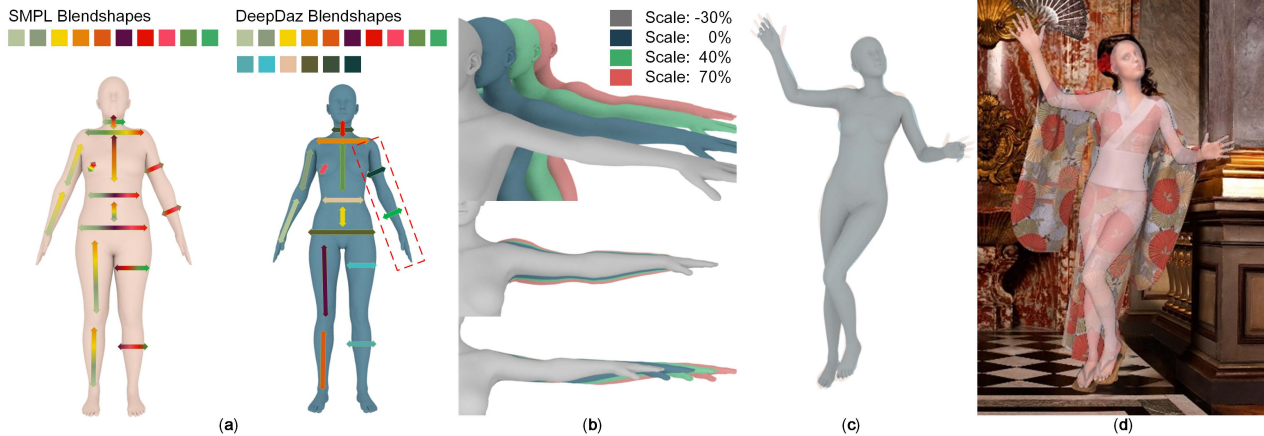 SMPL Blendshapes
DeepDaz Blendshapes
Scale: -30%
Scale: 0%
Scale: 40%
Scale: 70%
(a)
(b)
(c)
(d)